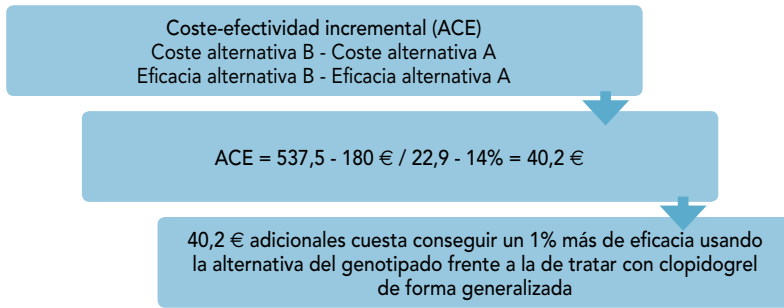 Coste-efectividad incremental (ACE)
Coste alternativa B - Coste alternativa A
Eficacia alternativa B - Eficacia alternativa A
ACE = 537,5 - 180 € / 22,9 - 14% = 40,2 €
40,2 € adicionales cuesta conseguir un 1% más de eficacia usando
la alternativa del genotipado frente a la de tratar con clopidogrel
de forma generalizada